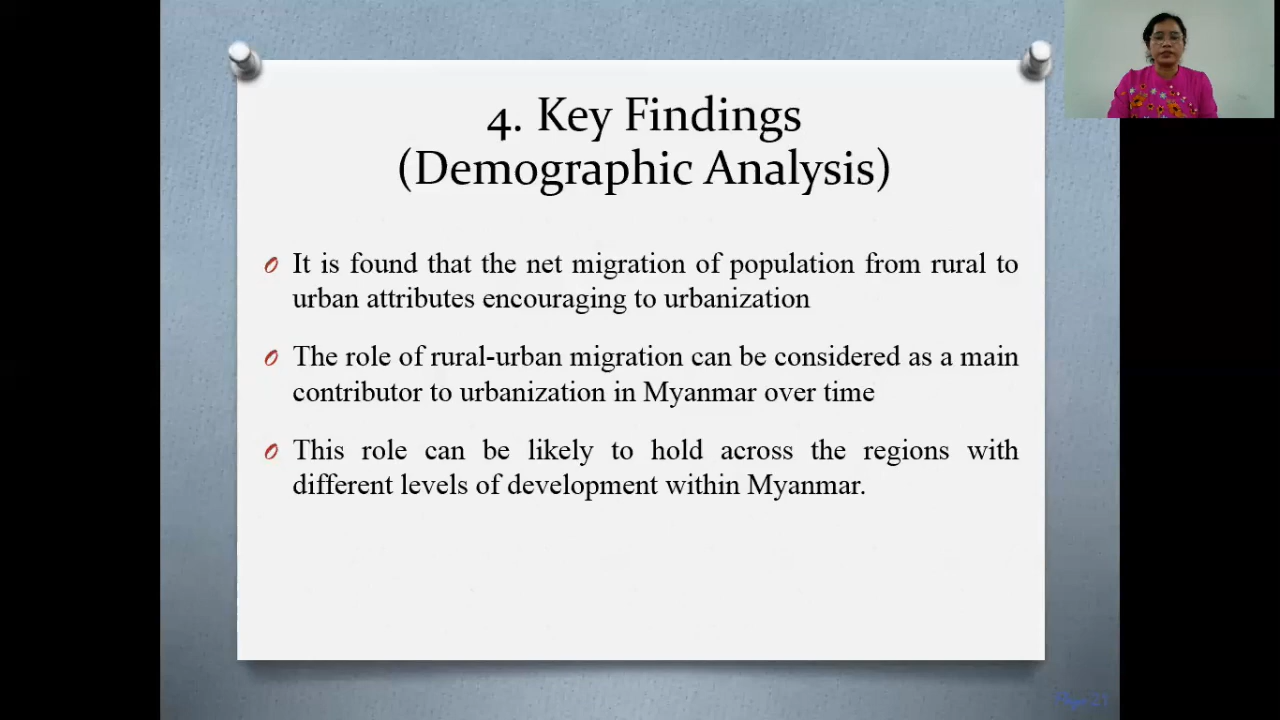 4. Key Findings
(Demographic Analysis)
It is found that the net migration of population from rural to
urban attributes encouraging to urbanization
The role of rural-urban migration can be considered as a main
contributor to urbanization in Myanmar over time
This role can be likely to hold across the regions with
different levels of development within Myanmar.